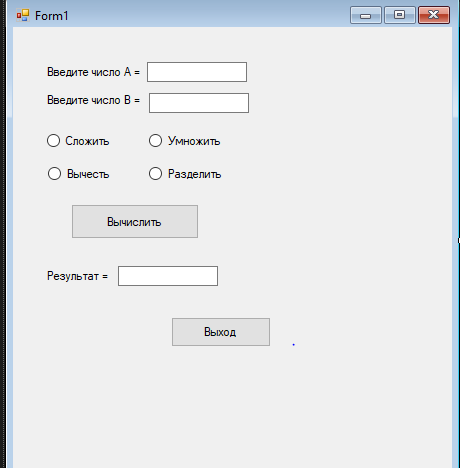 Form1
Введите число А =
Введите число В =
Сложить Умножить
Вычесть Разделить
Вычислить
Результат =
Выход